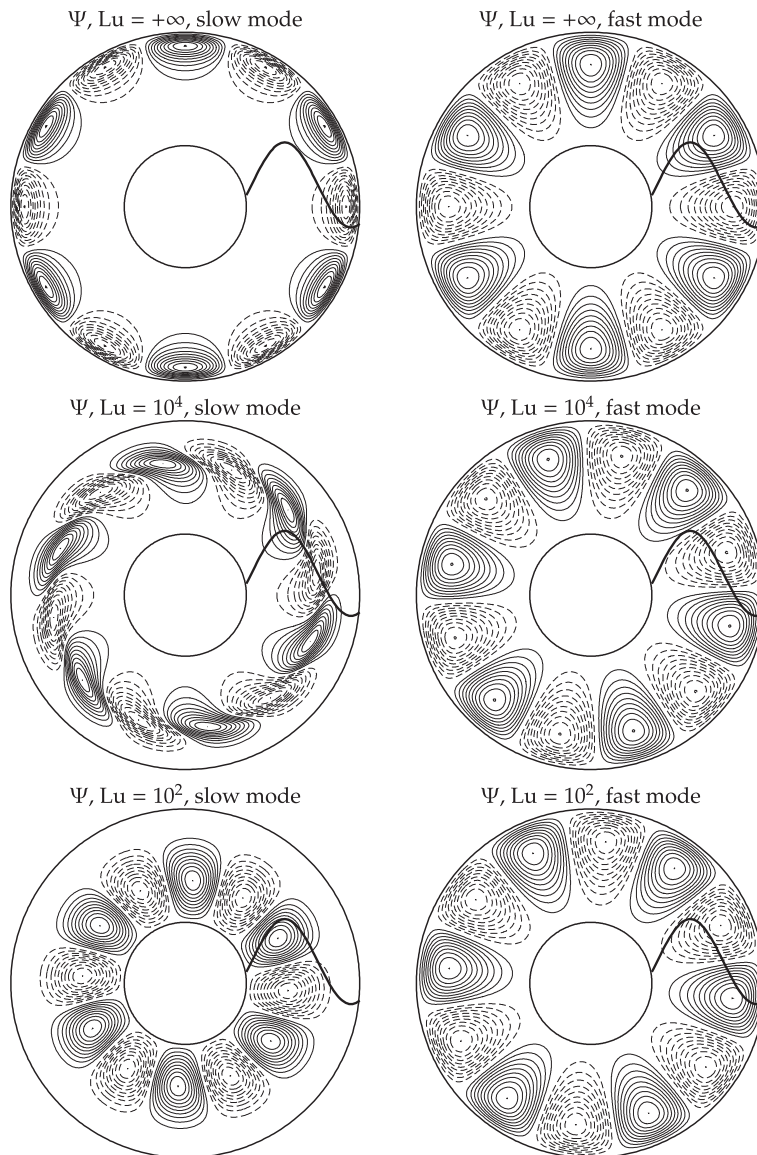 Ψ, Lu = +∞, slow mode
Ψ, Lu = +∞, fast mode
Ψ, Lu = 10⁴, slow mode
Ψ, Lu = 10⁴, fast mode
Ψ, Lu = 10², slow mode
Ψ, Lu = 10², fast mode